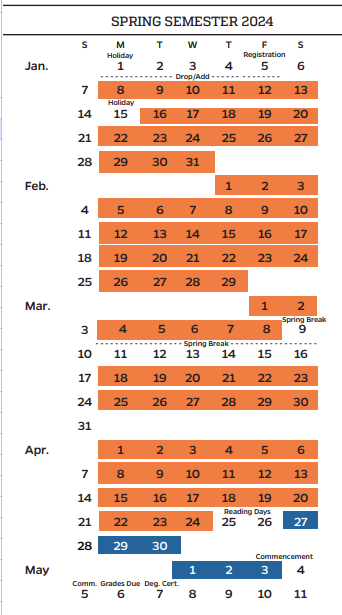 SPRING SEMESTER 2024
S M T W T F S
Holiday Registration
Jan. 1 2 3 4 5 6
Drop/Add
7 8 9 10 11 12 13
Holiday
14 15 16 17 18 19 20
21 22 23 24 25 26 27
28 29 30 31
Feb. 1 2 3
4 5 6 7 8 9 10
11 12 13 14 15 16 17
18 19 20 21 22 23 24
25 26 27 28 29
Mar. 1 2
Spring Break
3 4 5 6 7 8 9
Spring Break
10 11 12 13 14 15 16
17 18 19 20 21 22 23
24 25 26 27 28 29 30
31
Apr. 1 2 3 4 5 6
7 8 9 10 11 12 13
14 15 16 17 18 19 20
Reading Days
21 22 23 24 25 26 27
28 29 30
Commencement
May 1 2 3 4
Comm. Grades Due Deg. Cert.
5 6 7 8 9 10 11